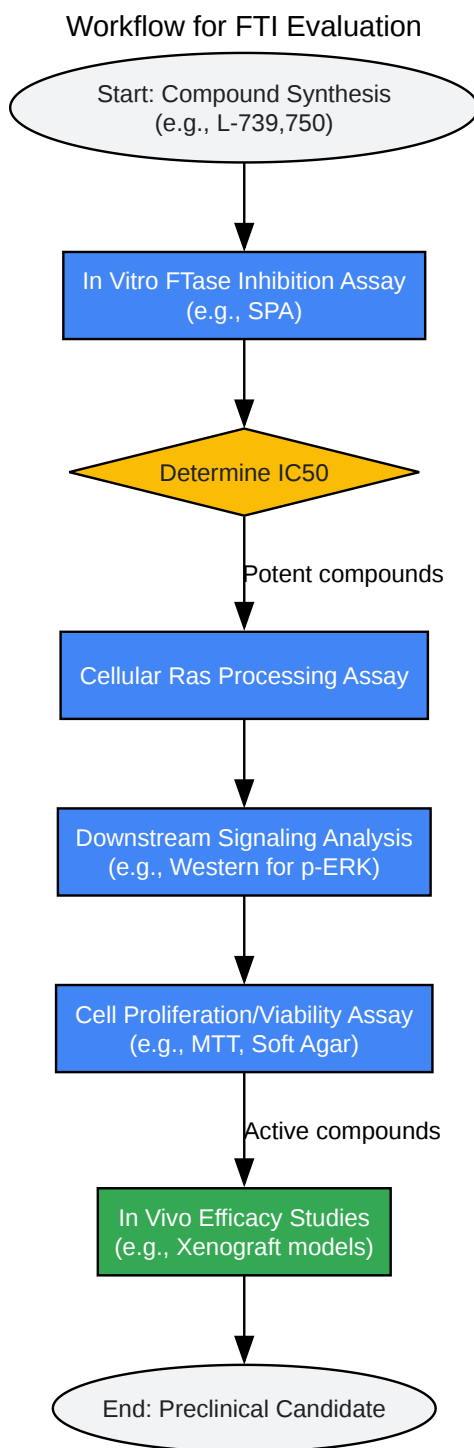 Workflow for FTI Evaluation
Start: Compound Synthesis
(e.g., L-739,750)
In Vitro FTase Inhibition Assay
(e.g., SPA)
Determine IC50
Potent compounds
Cellular Ras Processing Assay
Downstream Signaling Analysis
(e.g., Western for p-ERK)
Cell Proliferation/Viability Assay
(e.g., MTT, Soft Agar)
Active compounds
In Vivo Efficacy Studies
(e.g., Xenograft models)
End: Preclinical Candidate